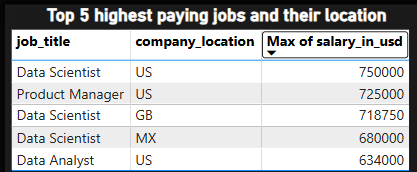 Top 5 highest paying jobs and their location
job_title company_location Max of salary_in_usd
Data Scientist US 750000
Product Manager US 725000
Data Scientist GB 718750
Data Scientist MX 680000
Data Analyst US 634000